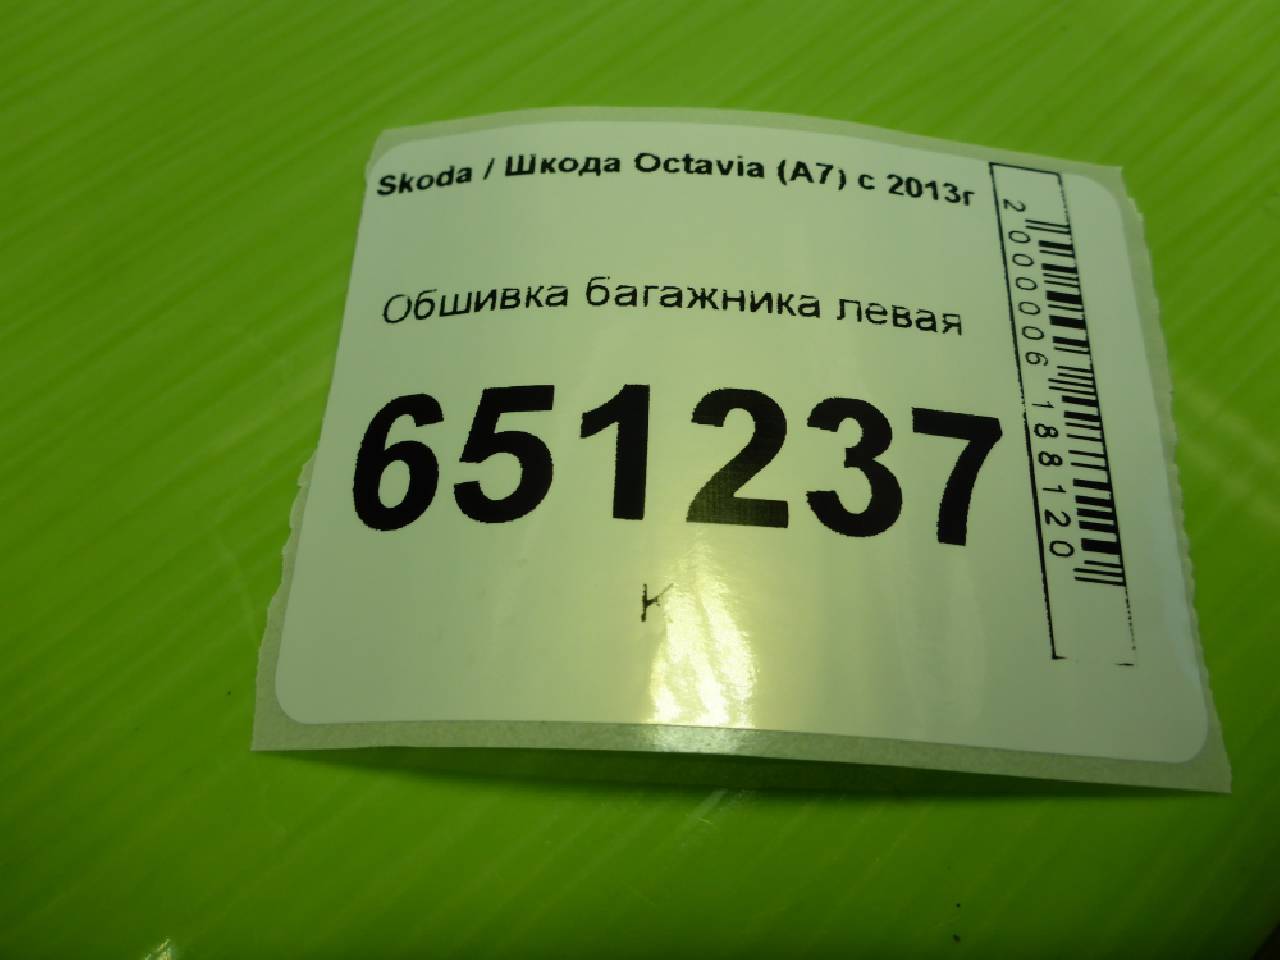 Skoda / Шкода Octavia (A7) с 2013г
Обшивка багажника левая
651237
к
2000006188120